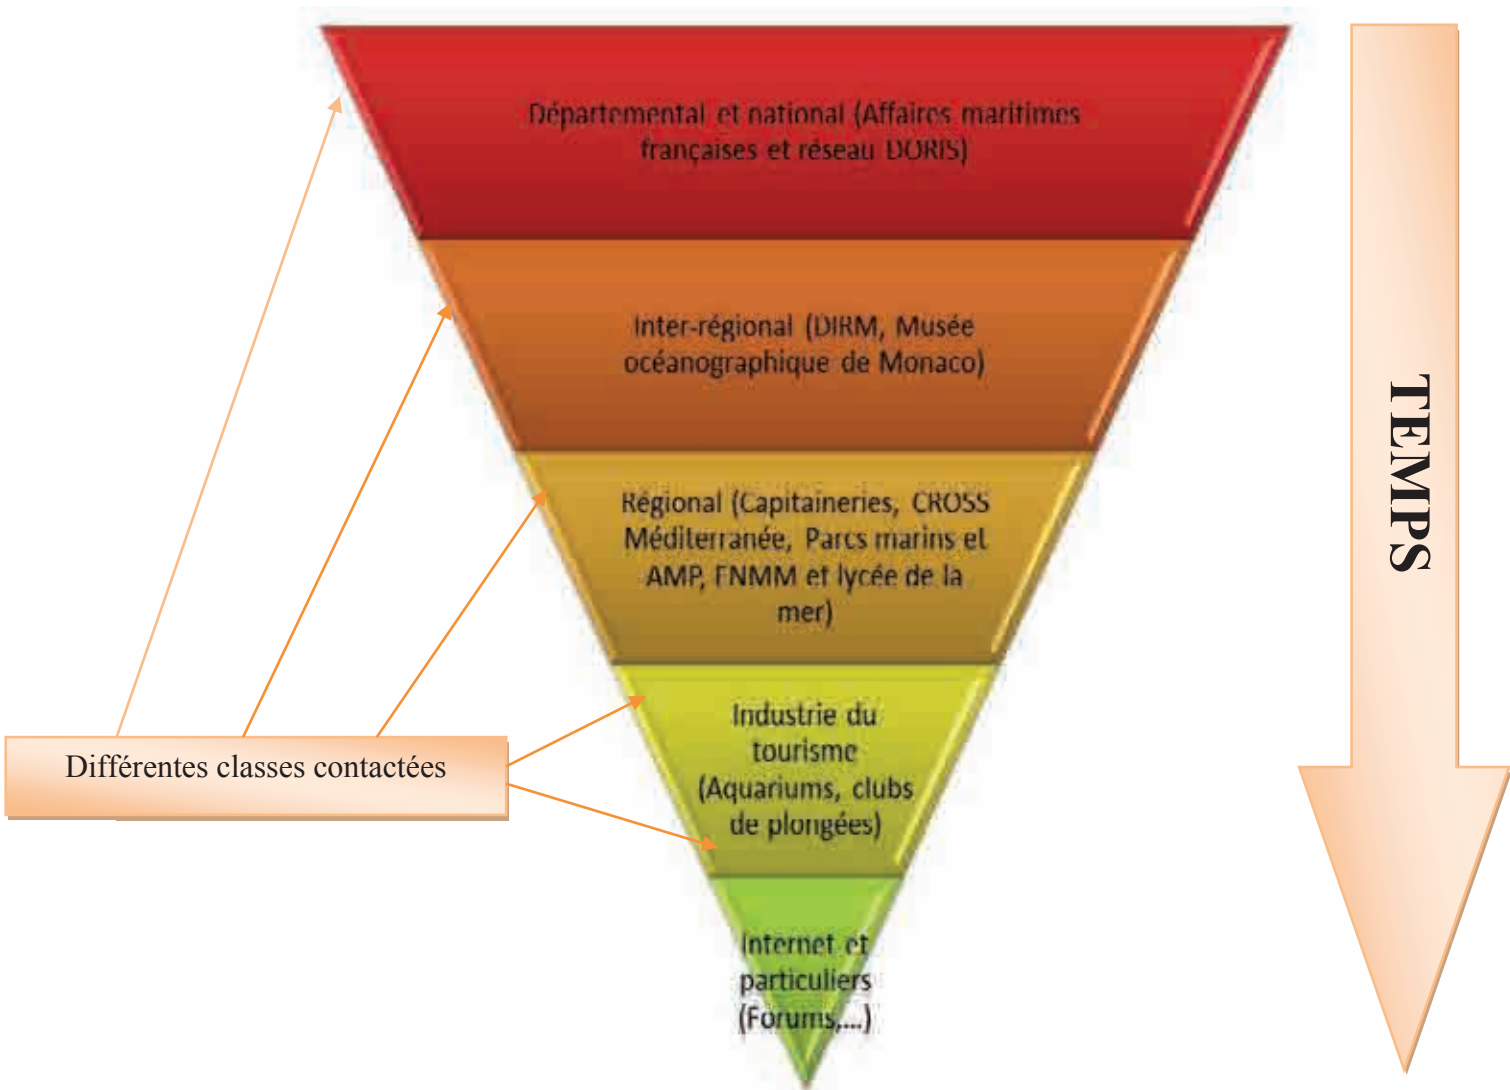 Départemental et national (Affaires maritimes
françaises et réseau DORIS)
Inter-régional (DIRM, Musée
océanographique de Monaco)
Régional (Capitaineries, CROSS
Méditerranée, Parcs marins et
AMP, FNMM et lycée de la
mer)
Industrie du
tourisme
(Aquariums, clubs
de plongées)
Internet et
particuliers
(Forums,...)
Différentes classes contactées
TEMPS